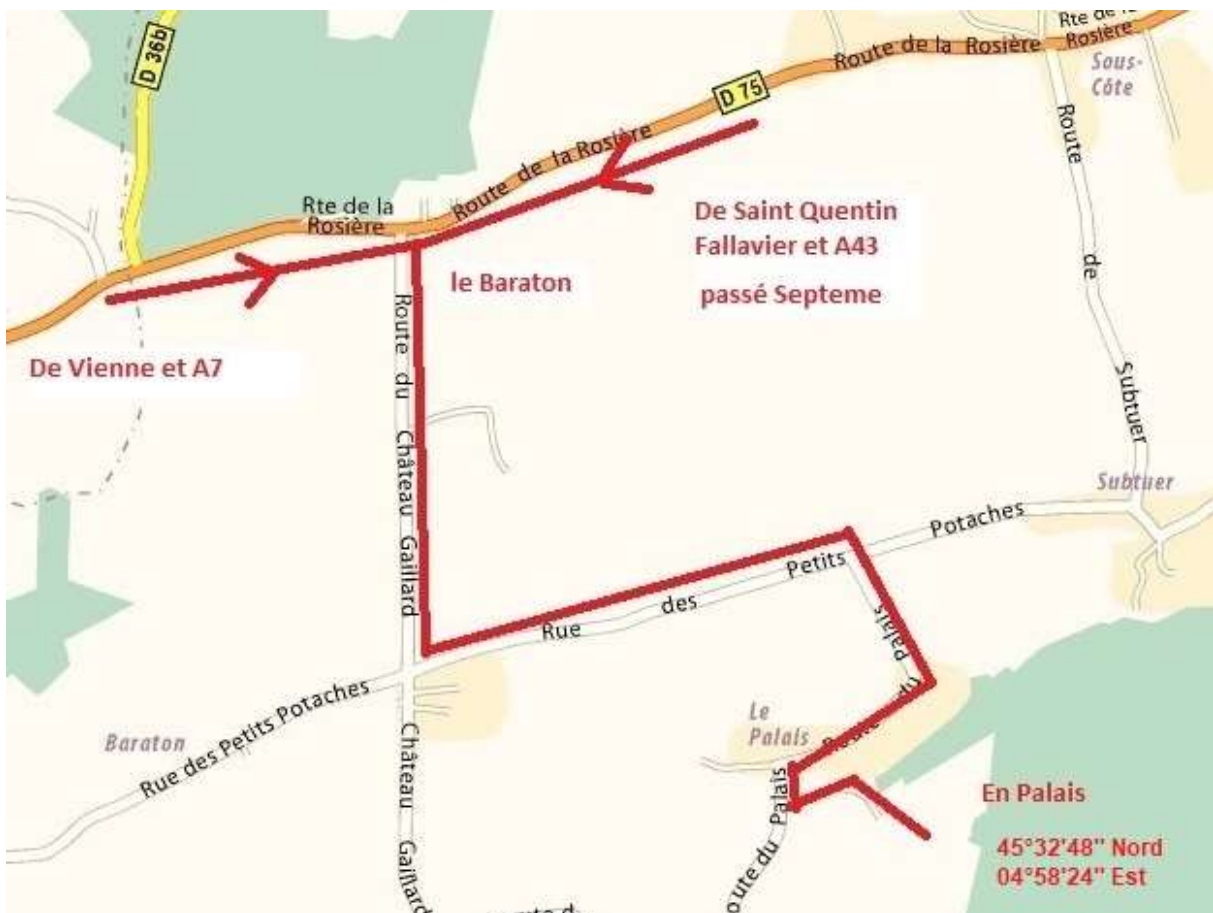 D 36b
Rte de la
Rosière
Route de la Rosière
D 75
Route de la Rosière
Rte de la
Rosière
Sous-
Côte
De Saint Quentin
Fallavier et A43
passé Septeme
le Baraton
De Vienne et A7
Route du Château Gaillard
Route de Subtuer
Subtuer
Rue des Petits Potaches
Rue des Petits Potaches
Baraton
Le
Palais
Route du Palais
Route du Palais
Château Gaillard
En Palais
45°32'48" Nord
04°58'24" Est